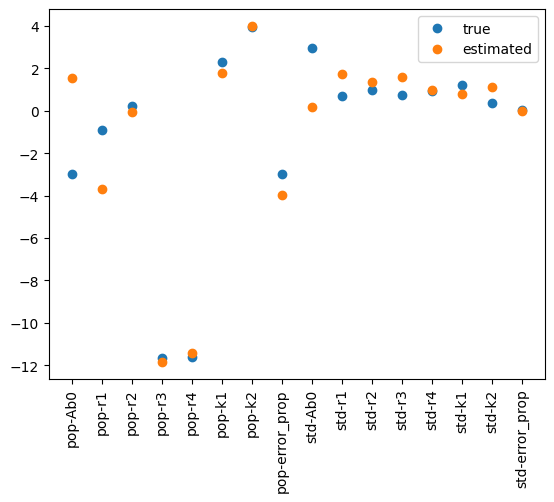 4
2
0
−2
−4
−6
−8
−10
−12
true
estimated
pop-Ab0
pop-r1
pop-r2
pop-r3
pop-r4
pop-k1
pop-k2
pop-error_prop
std-Ab0
std-r1
std-r2
std-r3
std-r4
std-k1
std-k2
std-error_prop